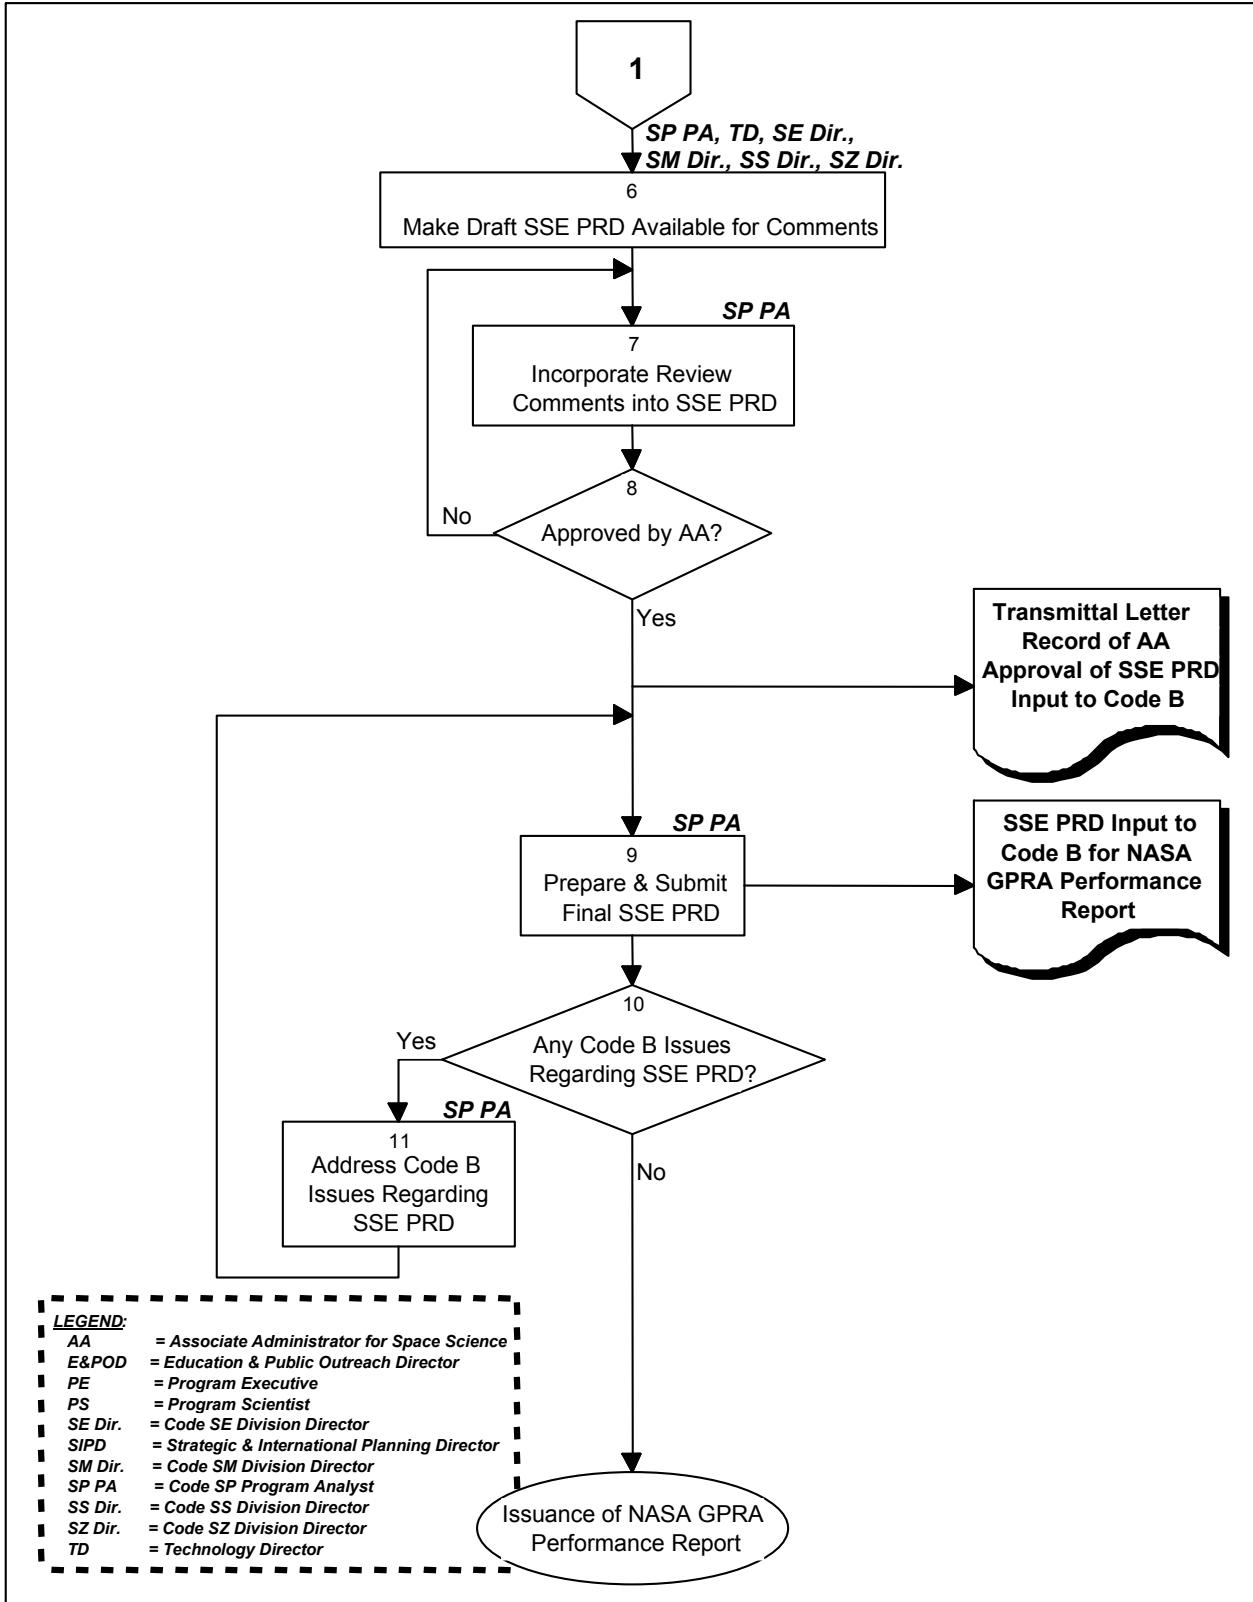 1
SP PA, TD, SE Dir.,
SM Dir., SS Dir., SZ Dir.
6
Make Draft SSE PRD Available for Comments
SP PA
7
Incorporate Review
Comments into SSE PRD
8
Approved by AA?
No
Yes
Transmittal Letter
Record of AA
Approval of SSE PRD
Input to Code B
SP PA
9
Prepare & Submit
Final SSE PRD
SSE PRD Input to
Code B for NASA
GPRA Performance
Report
10
Any Code B Issues
Regarding SSE PRD?
Yes
No
SP PA
11
Address Code B
Issues Regarding
SSE PRD
LEGEND:
AA = Associate Administrator for Space Science
E&POD = Education & Public Outreach Director
PE = Program Executive
PS = Program Scientist
SE Dir. = Code SE Division Director
SIPD = Strategic & International Planning Director
SM Dir. = Code SM Division Director
SP PA = Code SP Program Analyst
SS Dir. = Code SS Division Director
SZ Dir. = Code SZ Division Director
TD = Technology Director
Issuance of NASA GPRA
Performance Report